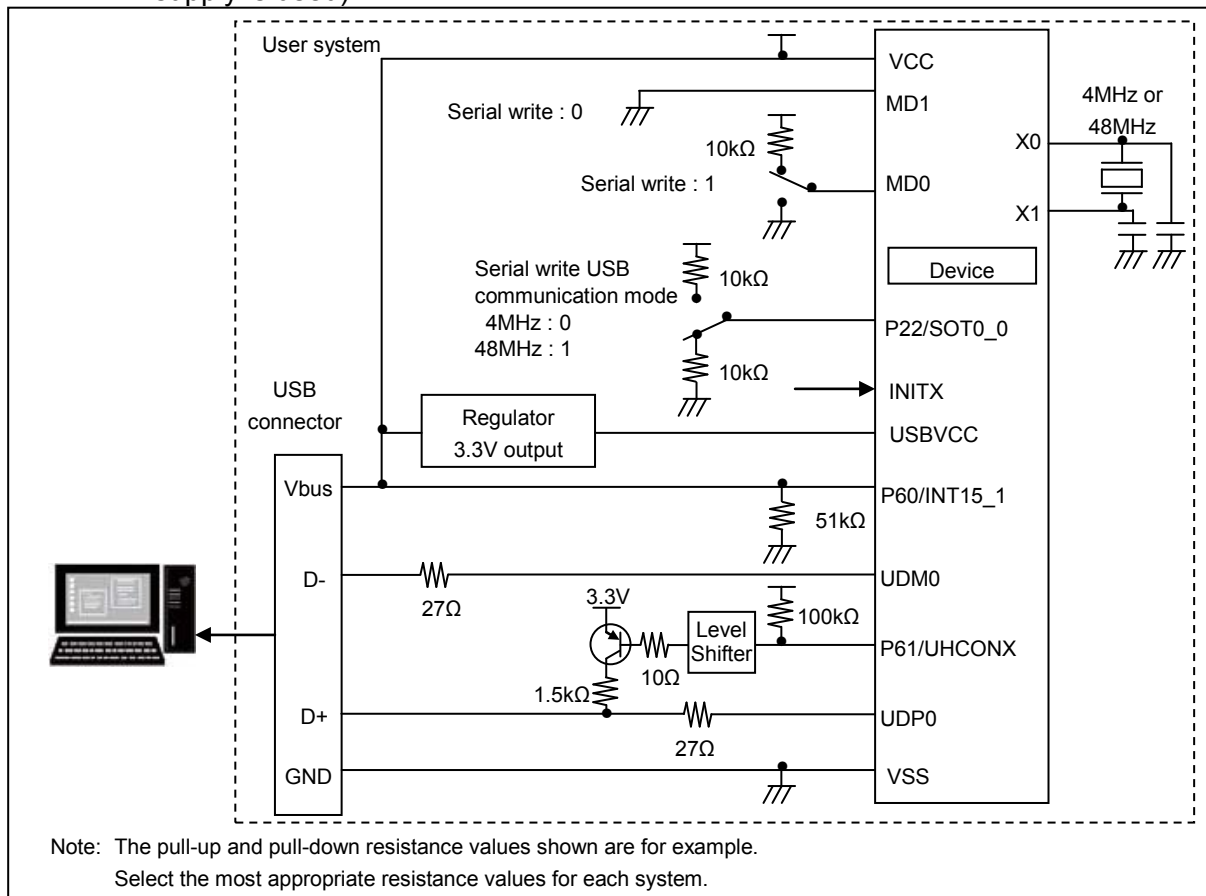 supply is used)
User system
VCC
MD1
Serial write : 0
4MHz or
48MHz
X0
10kΩ
Serial write : 1
MD0
X1
Serial write USB
communication mode
4MHz : 0
48MHz : 1
10kΩ
Device
P22/SOT0_0
10kΩ
INITX
USB
connector
Regulator
3.3V output
USBVCC
Vbus
P60/INT15_1
51kΩ
D-
27Ω
UDM0
3.3V
100kΩ
Level
Shifter
P61/UHCONX
10Ω
1.5kΩ
D+
UDP0
27Ω
GND
VSS
Note: The pull-up and pull-down resistance values shown are for example.
Select the most appropriate resistance values for each system.